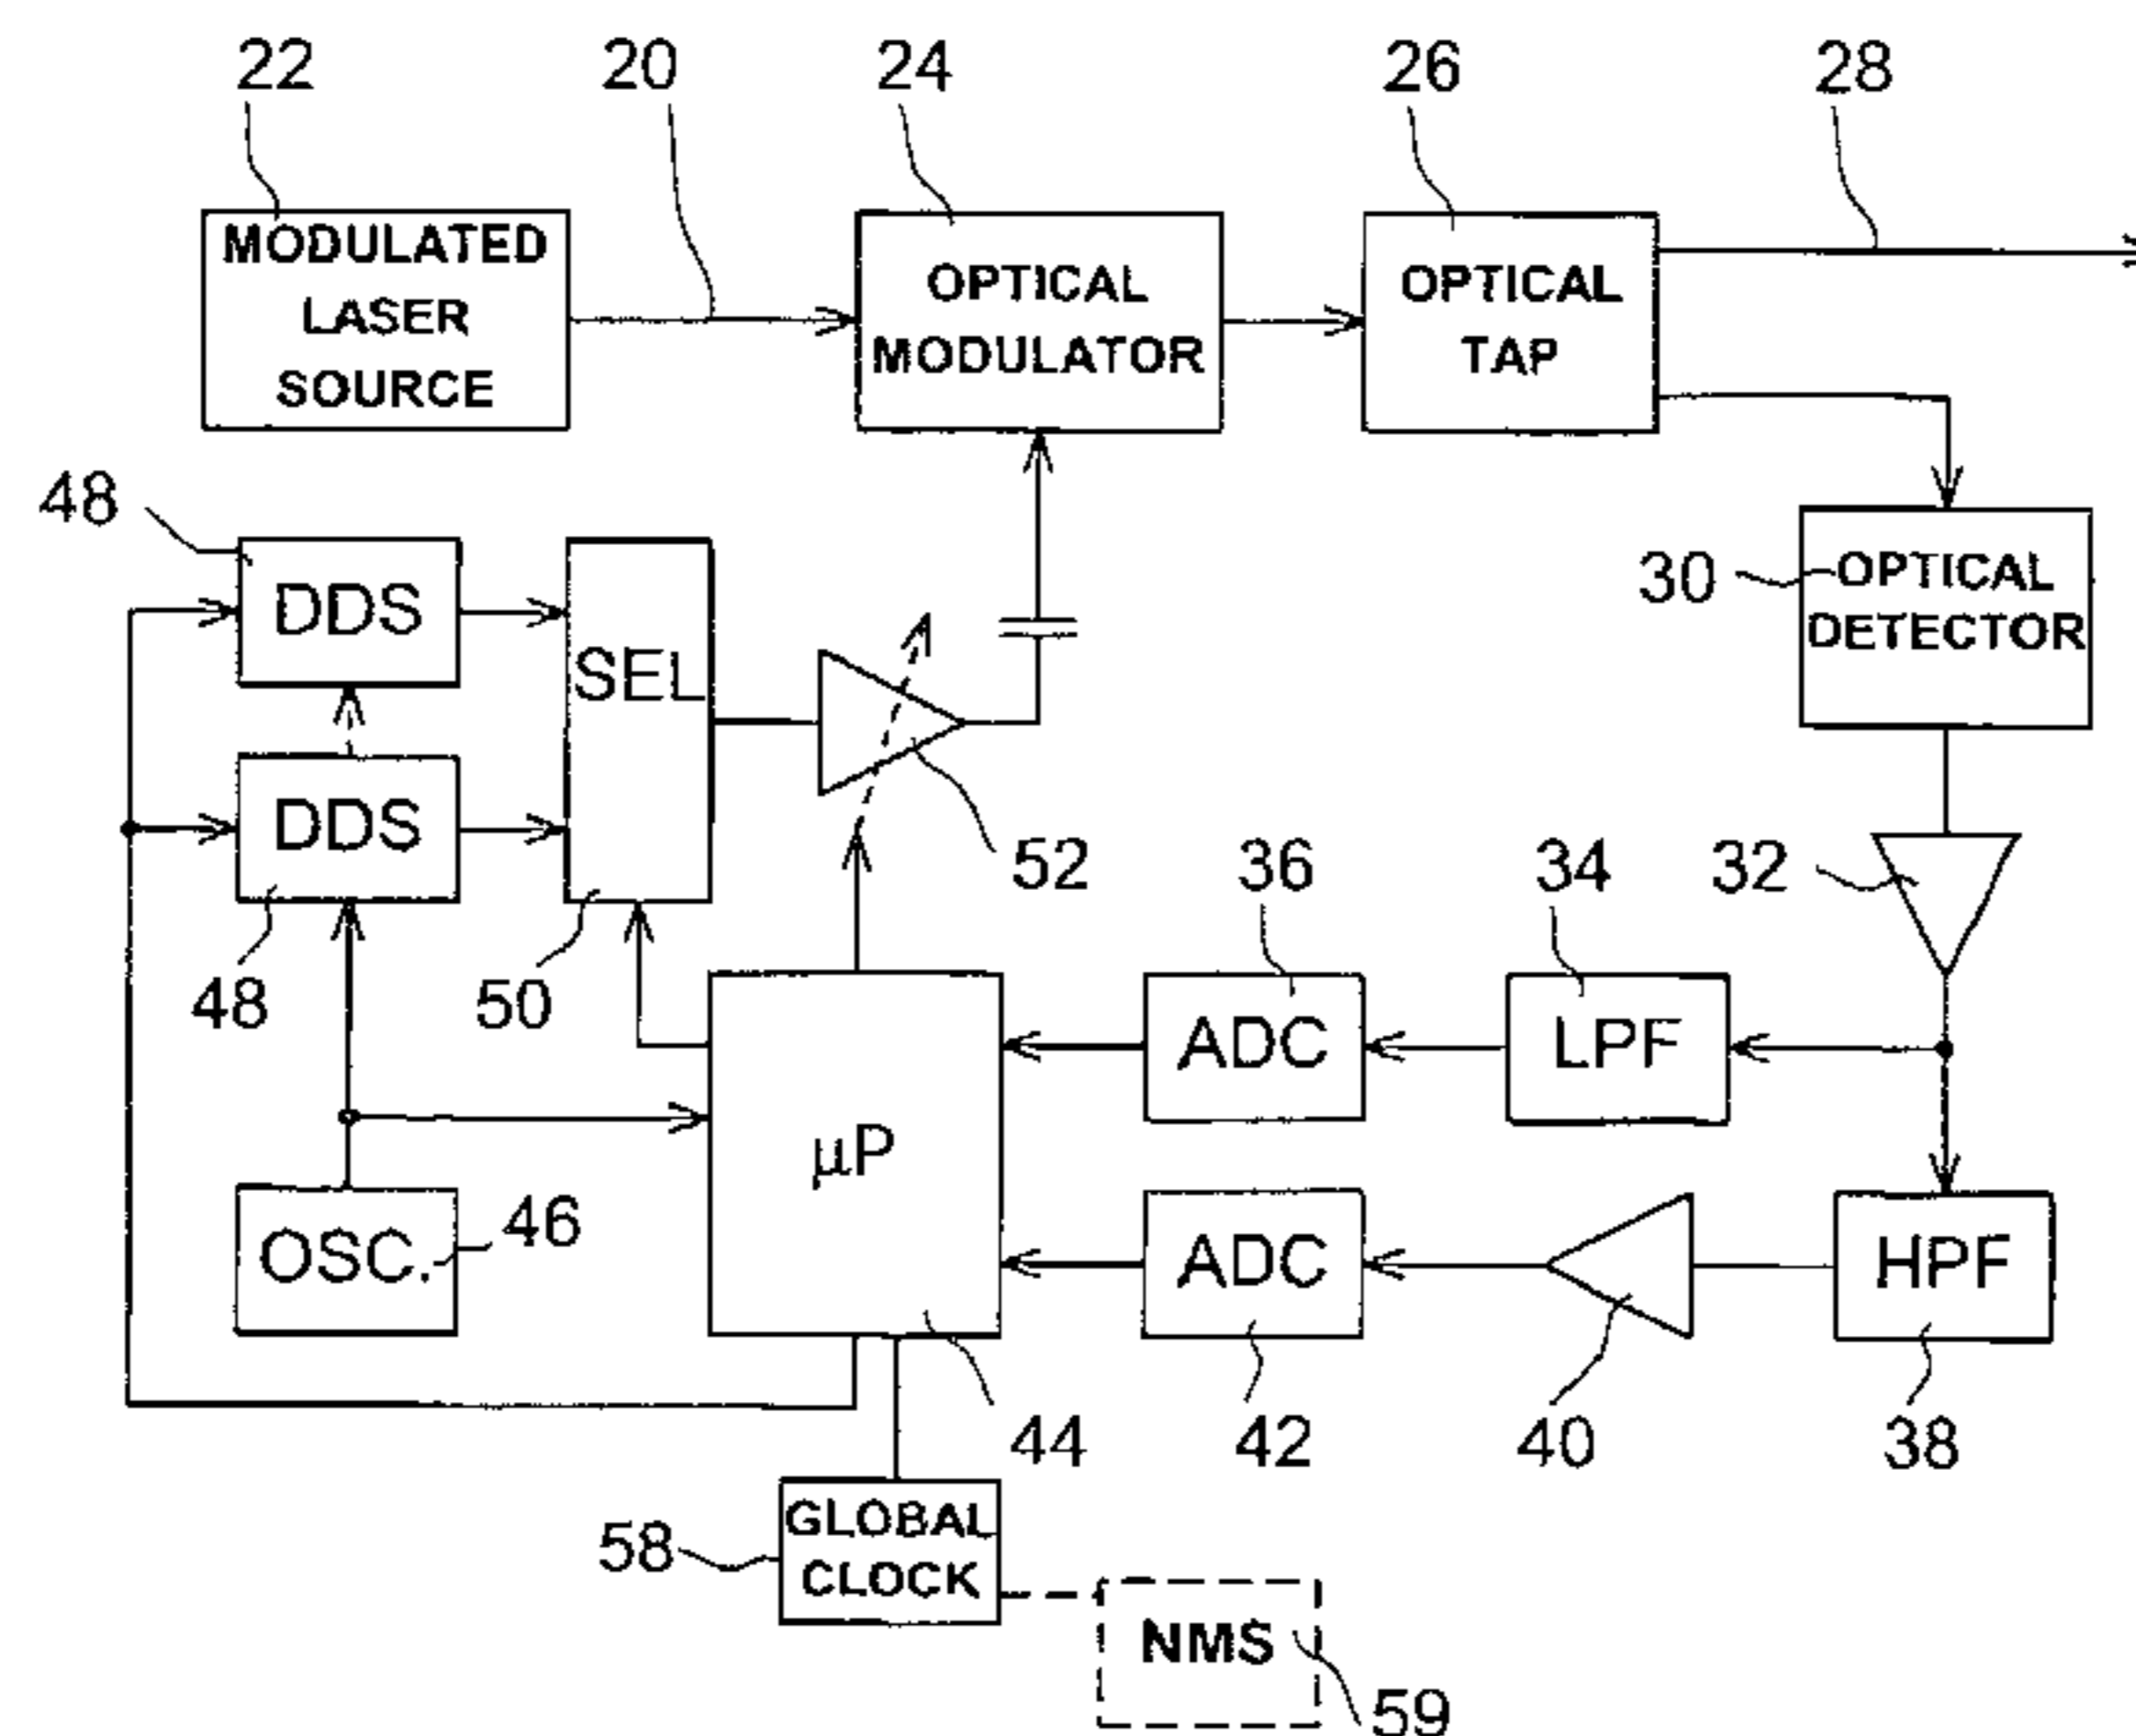 22
20
24
26
28
MODULATED
LASER
SOURCE
OPTICAL
MODULATOR
OPTICAL
TAP
48
DDS
SEL
30
OPTICAL
DETECTOR
DDS
52
36
34
32
48
50
ADC
LPF
µP
OSC.
46
ADC
HPF
44
42
40
38
58
GLOBAL
CLOCK
NMS
59